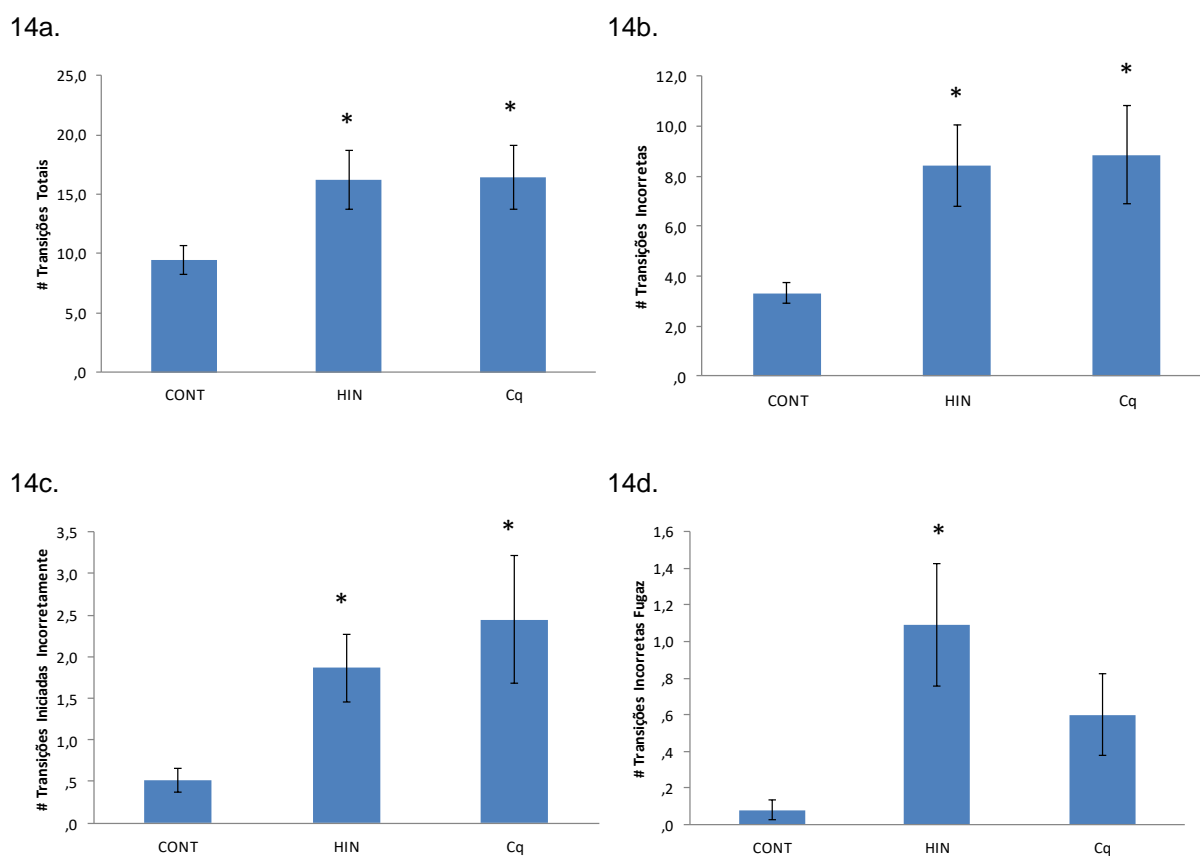 14a.
# Transições Totais
25,0
20,0
15,0
10,0
5,0
,0
*
*
CONT
HIN
Cq
14b.
# Transições Incorretas
12,0
10,0
8,0
6,0
4,0
2,0
,0
*
*
CONT
HIN
Cq
14c.
# Transições Iniciadas Incorretamente
3,5
3,0
2,5
2,0
1,5
1,0
,5
,0
*
*
CONT
HIN
Cq
14d.
# Transições Incorretas Fugaz
1,6
1,4
1,2
1,0
,8
,6
,4
,2
,0
*
CONT
HIN
Cq